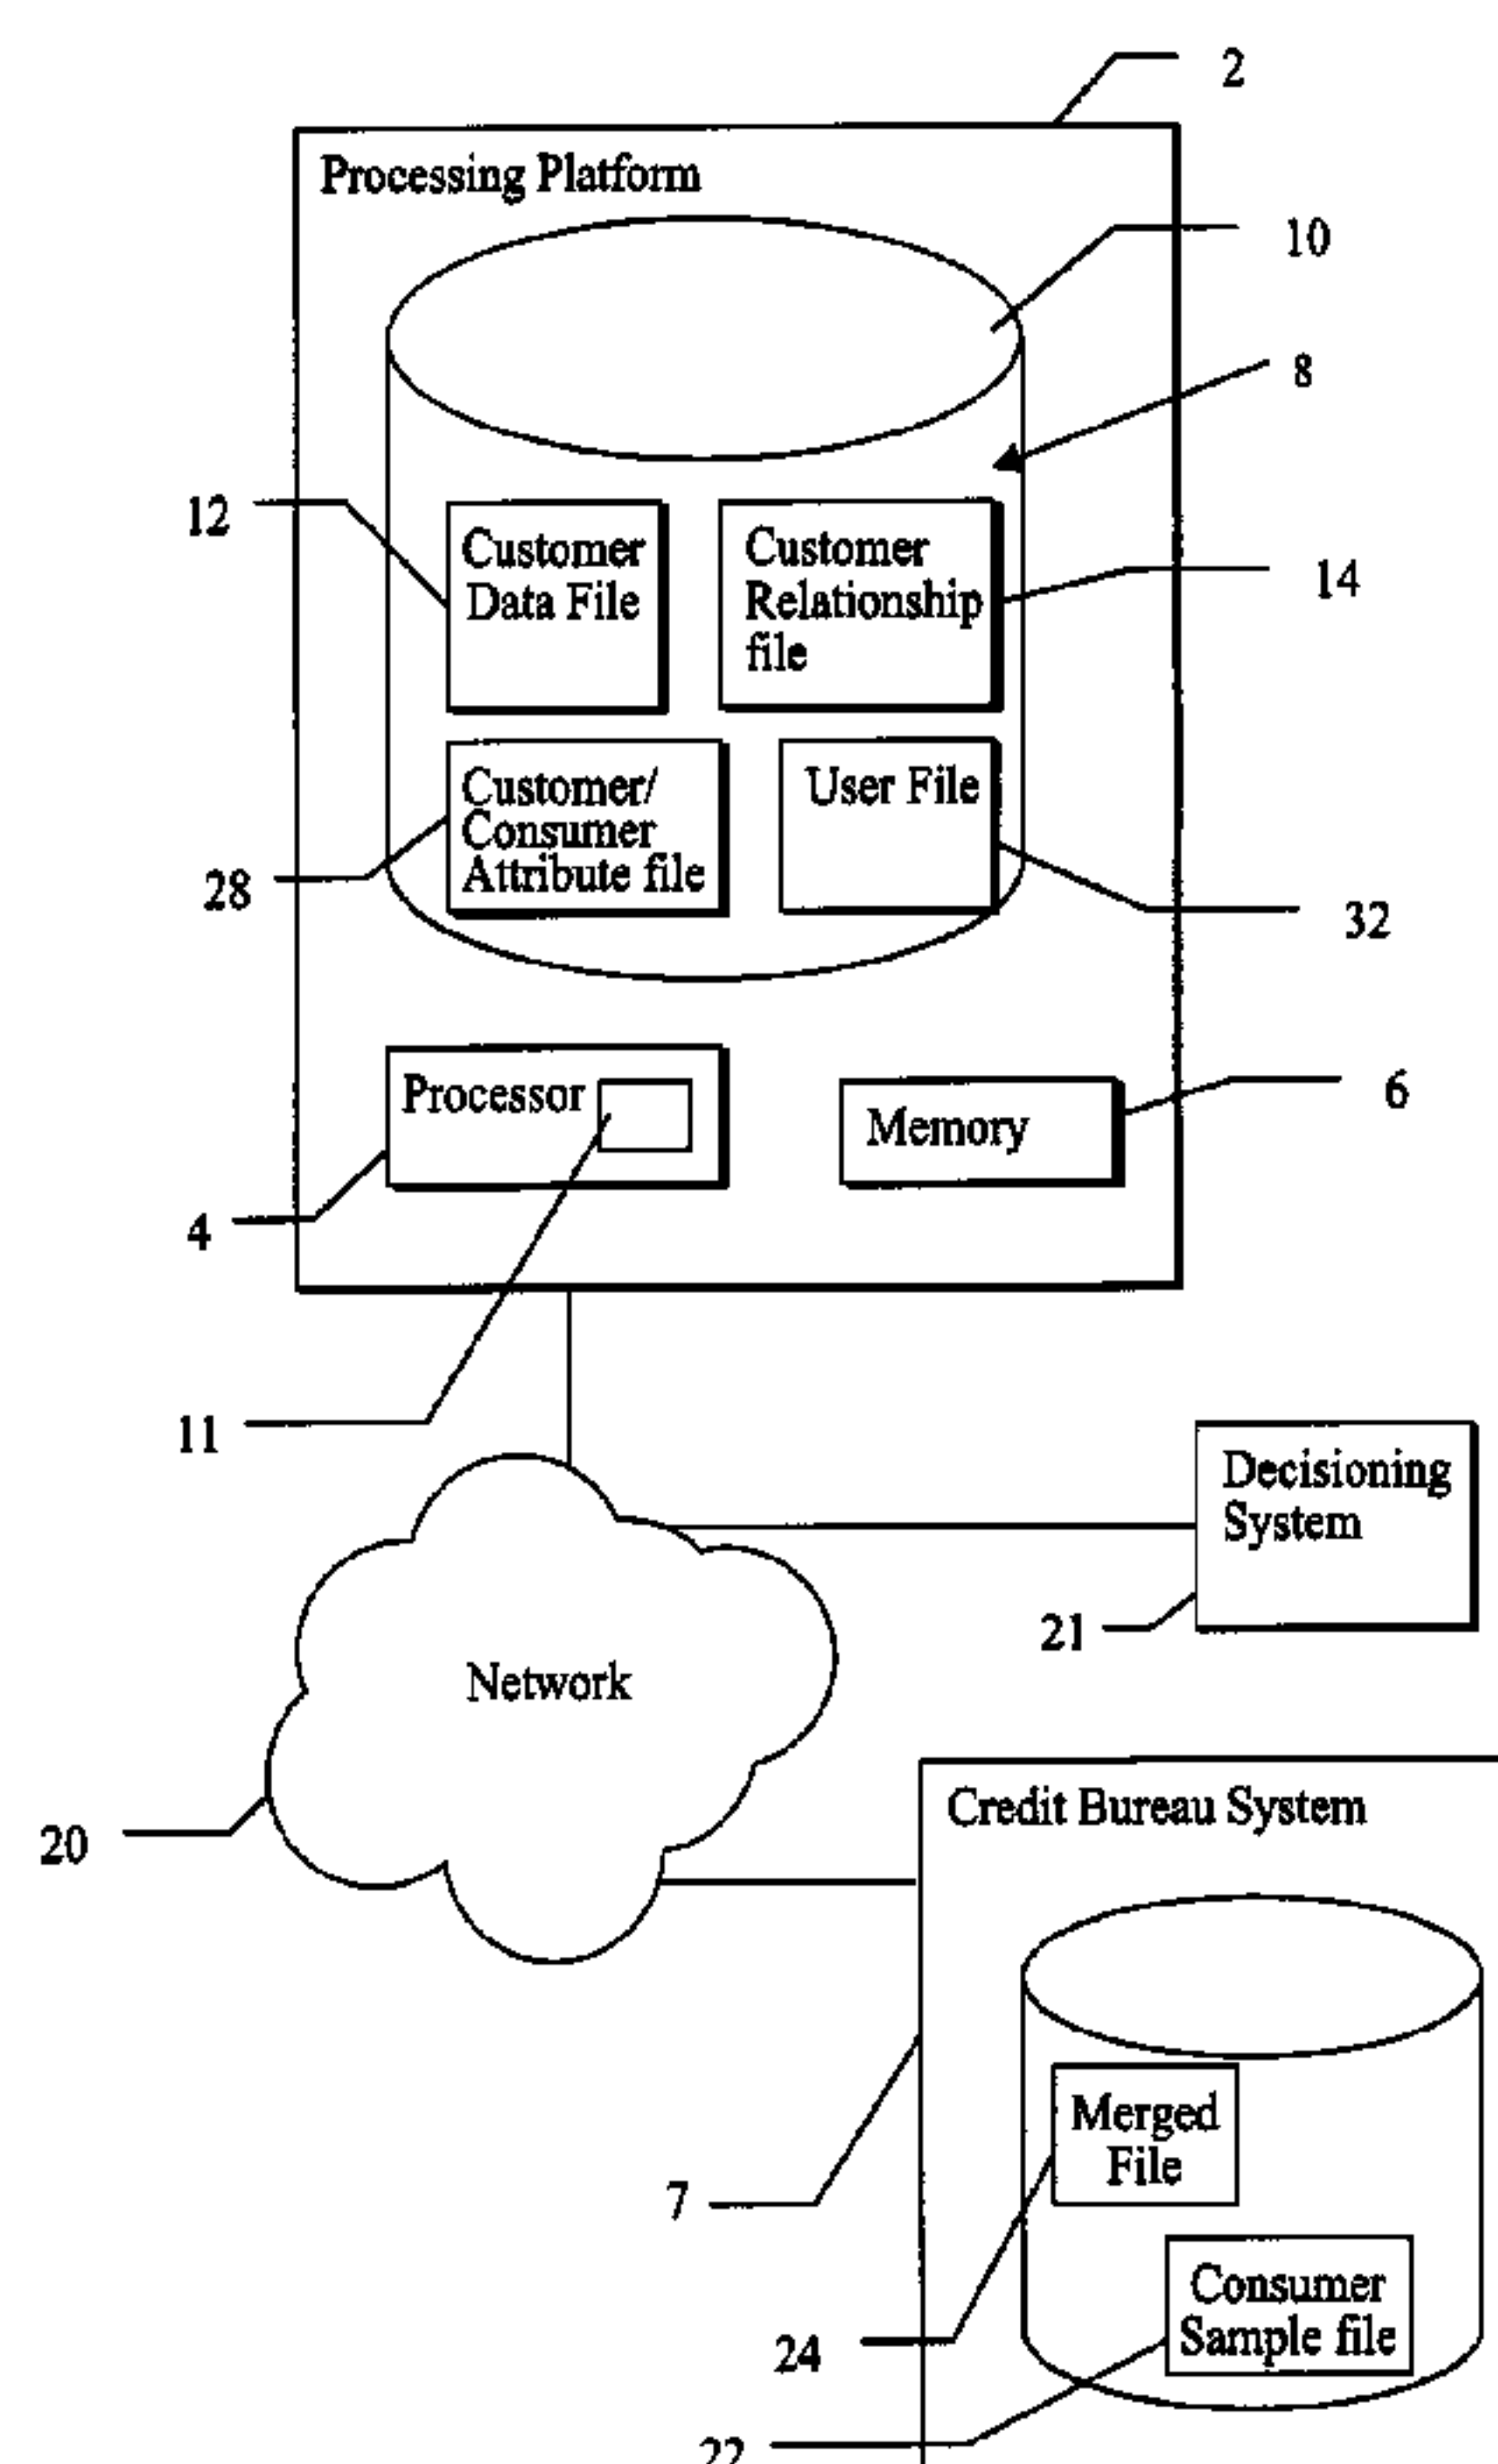 2
Processing Platform
10
8
12
Customer
Data File
Customer
Relationship
file
14
Customer/
Consumer
Attribute file
User File
28
32
Processor
Memory
6
4
11
Decisioning
System
21
Network
Credit Bureau System
20
Merged
File
7
Consumer
Sample file
24
22